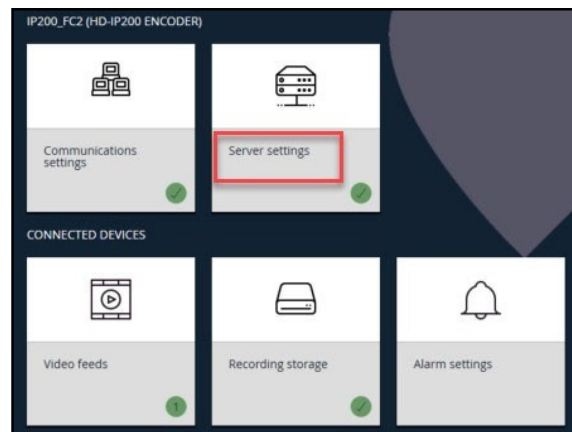 IP200_FC2 (HD-IP200 ENCODER)
Communications
settings
Server settings
CONNECTED DEVICES
Video feeds
1
Recording storage
Alarm settings